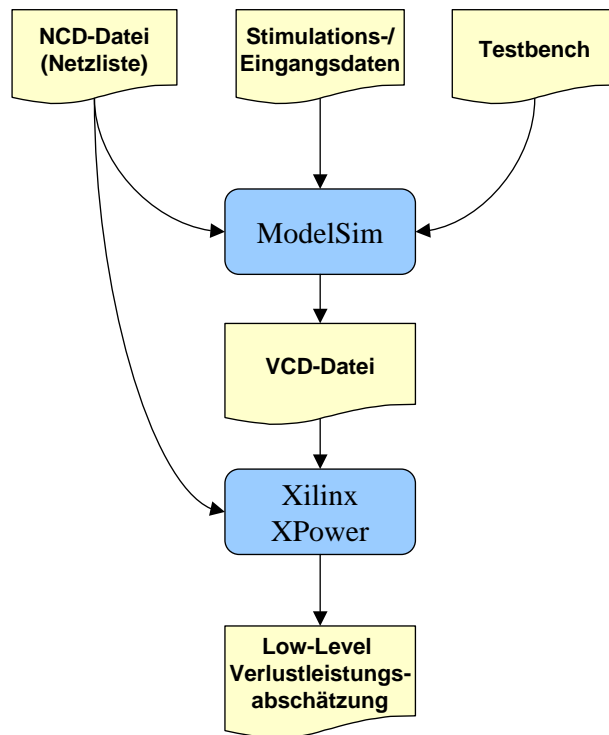 NCD-Datei
(Netzliste)
Stimulations-/
Eingangsdaten
Testbench
ModelSim
VCD-Datei
Xilinx
XPower
Low-Level
Verlustleistungs-
abschätzung